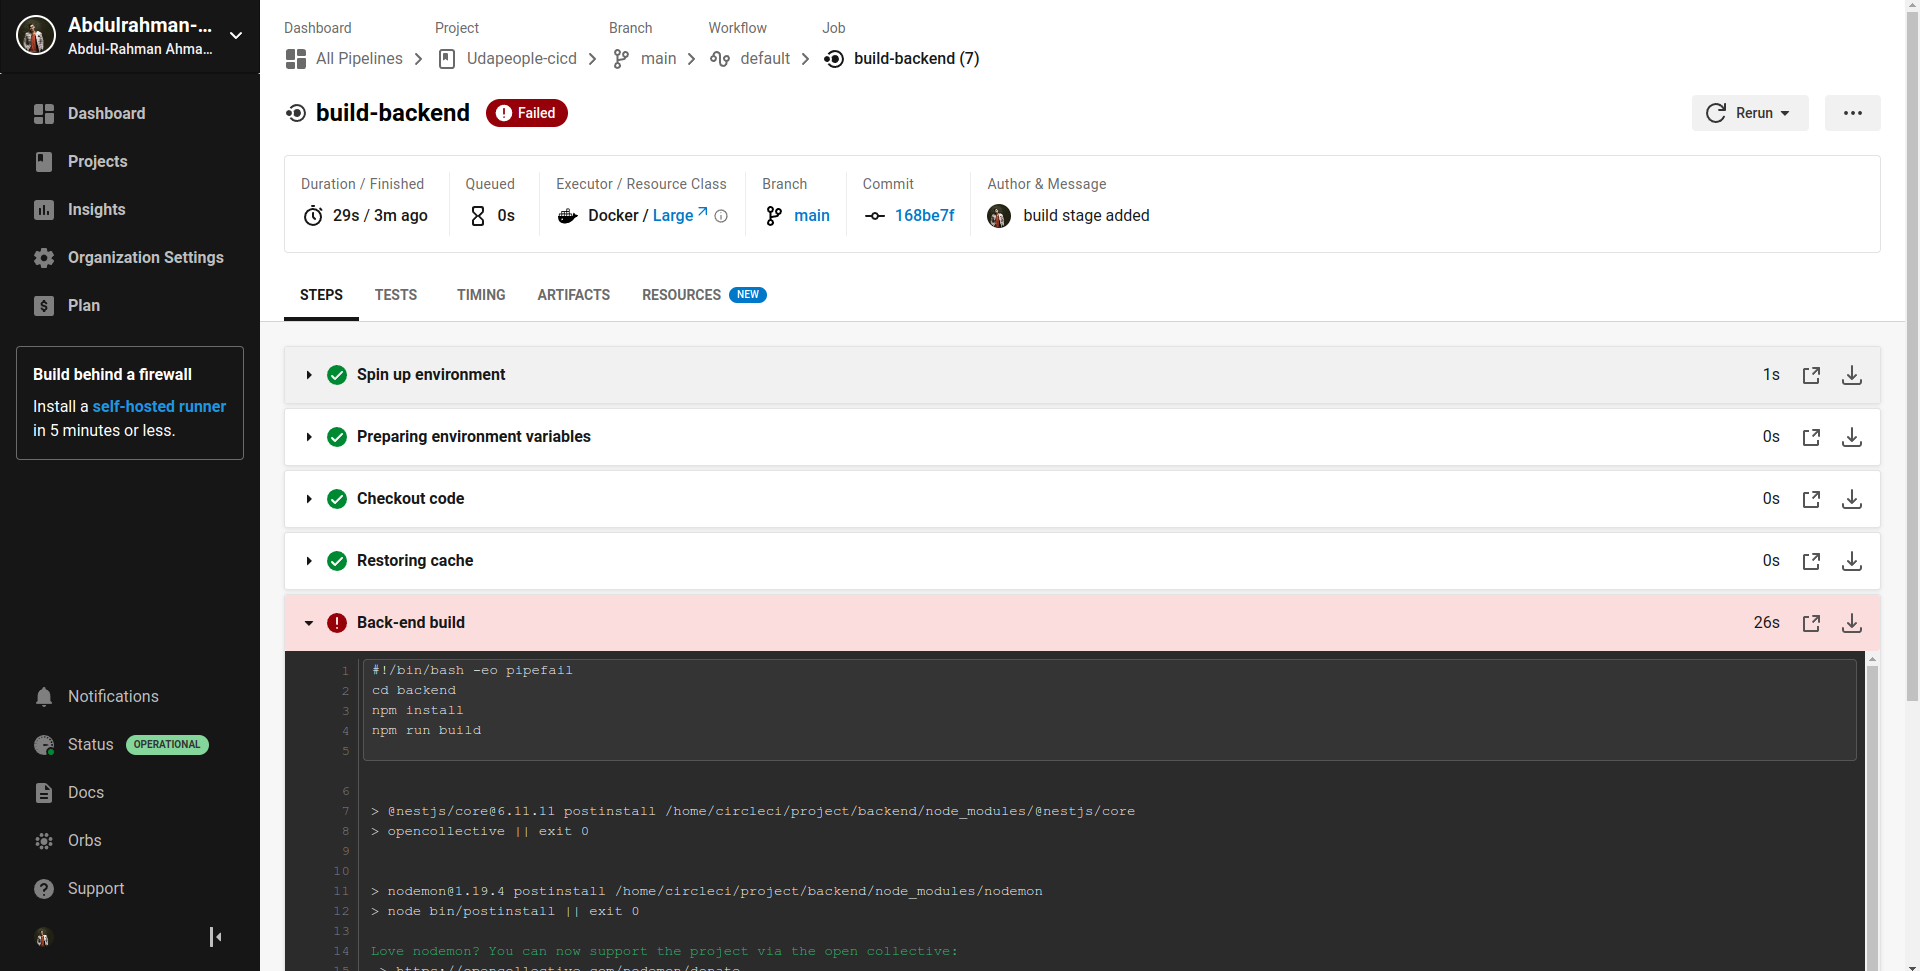 Abdulrahman-...
Abdul-Rahman Ahma...
Dashboard
Projects
Insights
Organization Settings
Plan
Build behind a firewall
Install a self-hosted runner
in 5 minutes or less.
Notifications
Status OPERATIONAL
Docs
Orbs
Support
Dashboard Project Branch Workflow Job
All Pipelines Udapeople-cicd main default build-backend (7)
build-backend Failed
Rerun
Duration / Finished Queued Executor / Resource Class Branch Commit Author & Message
29s / 3m ago 0s Docker / Large main 168be7f build stage added
STEPS TESTS TIMING ARTIFACTS RESOURCES NEW
Spin up environment 1s
Preparing environment variables 0s
Checkout code 0s
Restoring cache 0s
Back-end build 26s
1 #!/bin/bash -eo pipefail
2 cd backend
3 npm install
4 npm run build
5
6
7 > @nestjs/core@6.11.11 postinstall /home/circleci/project/backend/node_modules/@nestjs/core
8 > opencollective || exit 0
9
10
11 > nodemon@1.19.4 postinstall /home/circleci/project/backend/node_modules/nodemon
12 > node bin/postinstall || exit 0
13
14 Love nodemon? You can now support the project via the open collective:
15 > https://opencollective.com/nodemon/donate